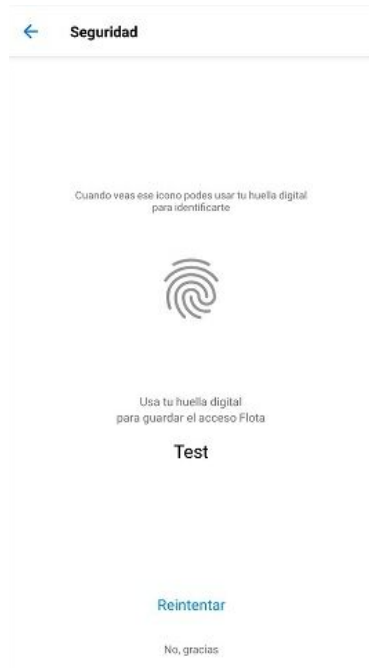 Seguridad
Cuando veas ese icono podes usar tu huella digital
para identificarte
Usa tu huella digital
para guardar el acceso Flota
Test
Reintentar
No, gracias